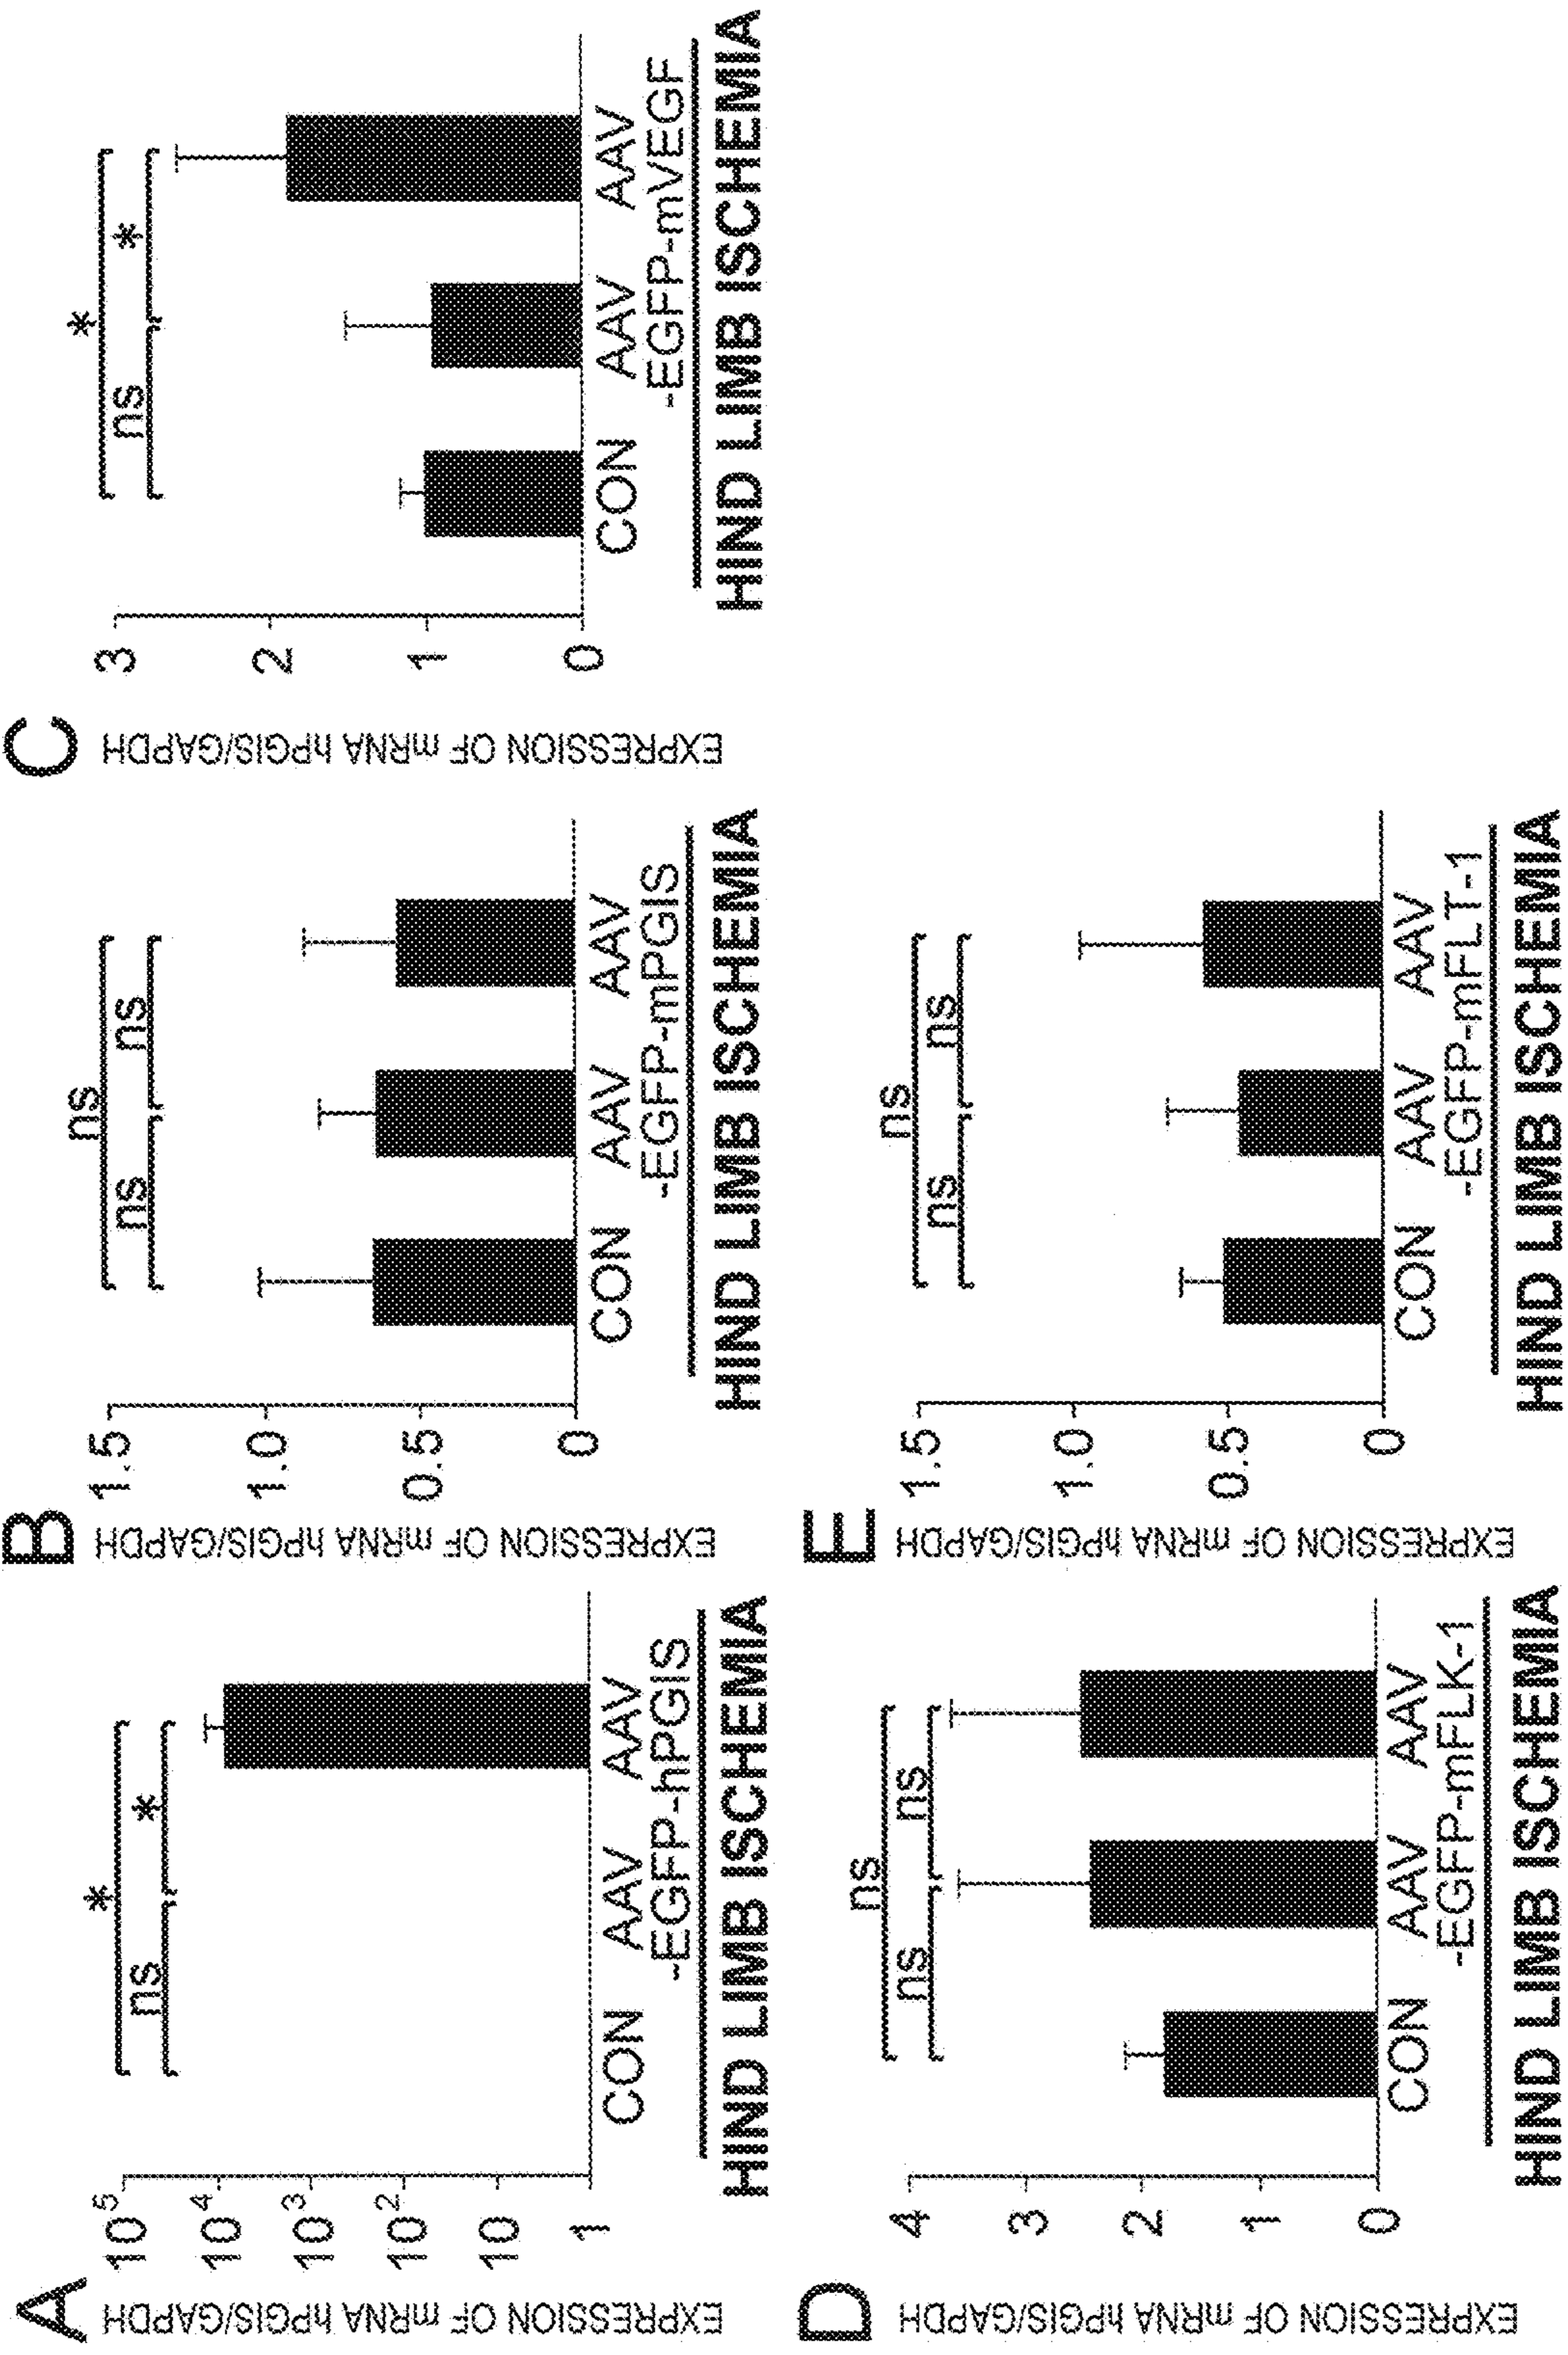 A
EXPRESSION OF mRNA hPGIS/GAPDH
10^5
10^4
10^3
10^2
10
1
*
ns
*
CON
AAV
AAV
-EGFP-hPGIS
HIND LIMB ISCHEMIA
B
EXPRESSION OF mRNA hPGIS/GAPDH
1.5
1.0
0.5
0
ns
ns
ns
CON
AAV
AAV
-EGFP-mPGIS
HIND LIMB ISCHEMIA
C
EXPRESSION OF mRNA hPGIS/GAPDH
3
2
1
0
*
ns
*
CON
AAV
AAV
-EGFP-mVEGF
HIND LIMB ISCHEMIA
D
EXPRESSION OF mRNA hPGIS/GAPDH
4
3
2
1
0
ns
ns
ns
CON
AAV
AAV
-EGFP-mFLK-1
HIND LIMB ISCHEMIA
E
EXPRESSION OF mRNA hPGIS/GAPDH
1.5
1.0
0.5
0
ns
ns
ns
CON
AAV
AAV
-EGFP-mFLT-1
HIND LIMB ISCHEMIA